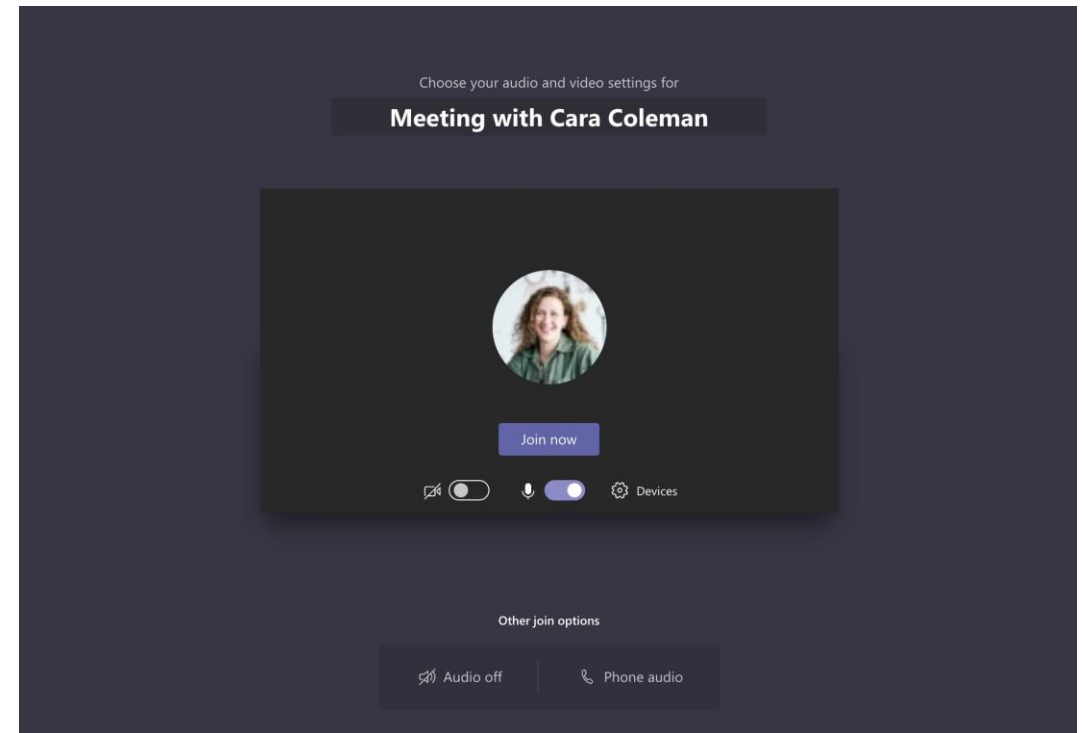 Choose your audio and video settings for
Meeting with Cara Coleman
Join now
Devices
Other join options
Audio off
Phone audio